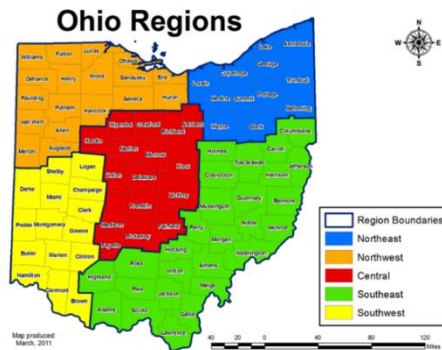 Ohio Regions
N
W
E
S
Williams
Fulton
Lucas
Ottawa
Lake
Ashtabula
Geauga
Cuyahoga
Defiance
Henry
Wood
Sandusky
Erie
Lorain
Trumbull
Paulding
Seneca
Huron
Medina
Summit
Portage
Putnam
Hancock
Mahoning
Van Wert
Wyandot
Crawford
Richland
Ashland
Wayne
Stark
Columbiana
Allen
Hardin
Mercer
Auglaize
Marion
Morrow
Holmes
Carroll
Tuscarawas
Jefferson
Shelby
Logan
Knox
Coshocton
Harrison
Darke
Union
Delaware
Champaign
Miami
Licking
Guernsey
Belmont
Clark
Franklin
Muskingum
Preble
Montgomery
Madison
Noble
Monroe
Greene
Fairfield
Perry
Pickaway
Morgan
Fayette
Washington
Butler
Warren
Clinton
Hocking
Ross
Athens
Hamilton
Highland
Vinton
Clermont
Meigs
Pike
Jackson
Brown
Adams
Scioto
Gallia
Lawrence
Region Boundaries
Northeast
Northwest
Central
Southeast
Southwest
Map produced:
March, 2011
40
20
0
40
80
120
Miles